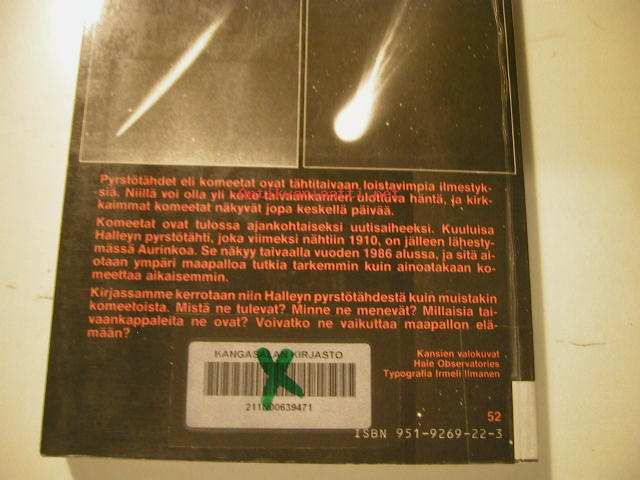 Pyrstötähdet eli komeetat ovat tähtitaivaan loistavimpia ilmestyk-
siä. Niillä voi olla yli koko taivaankannen ulottuva häntä, ja kirk-
kaimmat komeetat näkyvät jopa keskellä päivää.
Komeetat ovat tulossa ajankohtaiseksi uutisaiheeksi. Kuuluisa
Halleyn pyrstötähti, joka viimeksi nähtiin 1910, on jälleen lähesty-
mässä Aurinkoa. Se näkyy taivaalla vuoden 1986 alussa, ja sitä ai-
otaan ympäri maapalloa tutkia tarkemmin kuin ainoatakaan ko-
meettaa aikaisemmin.
Kirjassamme kerrotaan niin Halleyn pyrstötähdestä kuin muistakin
komeetoista. Mistä ne tulevat? Minne ne menevät? Millaisia tai-
vaankappaleita ne ovat? Voivatko ne vaikuttaa maapallon elä-
mään?
Kansien valokuvat
Hale Observatories
Typografia Irmeli Ilmanen
KANGASALAN KIRJASTO
211N00639471
52
ISBN 951-9269-22-3